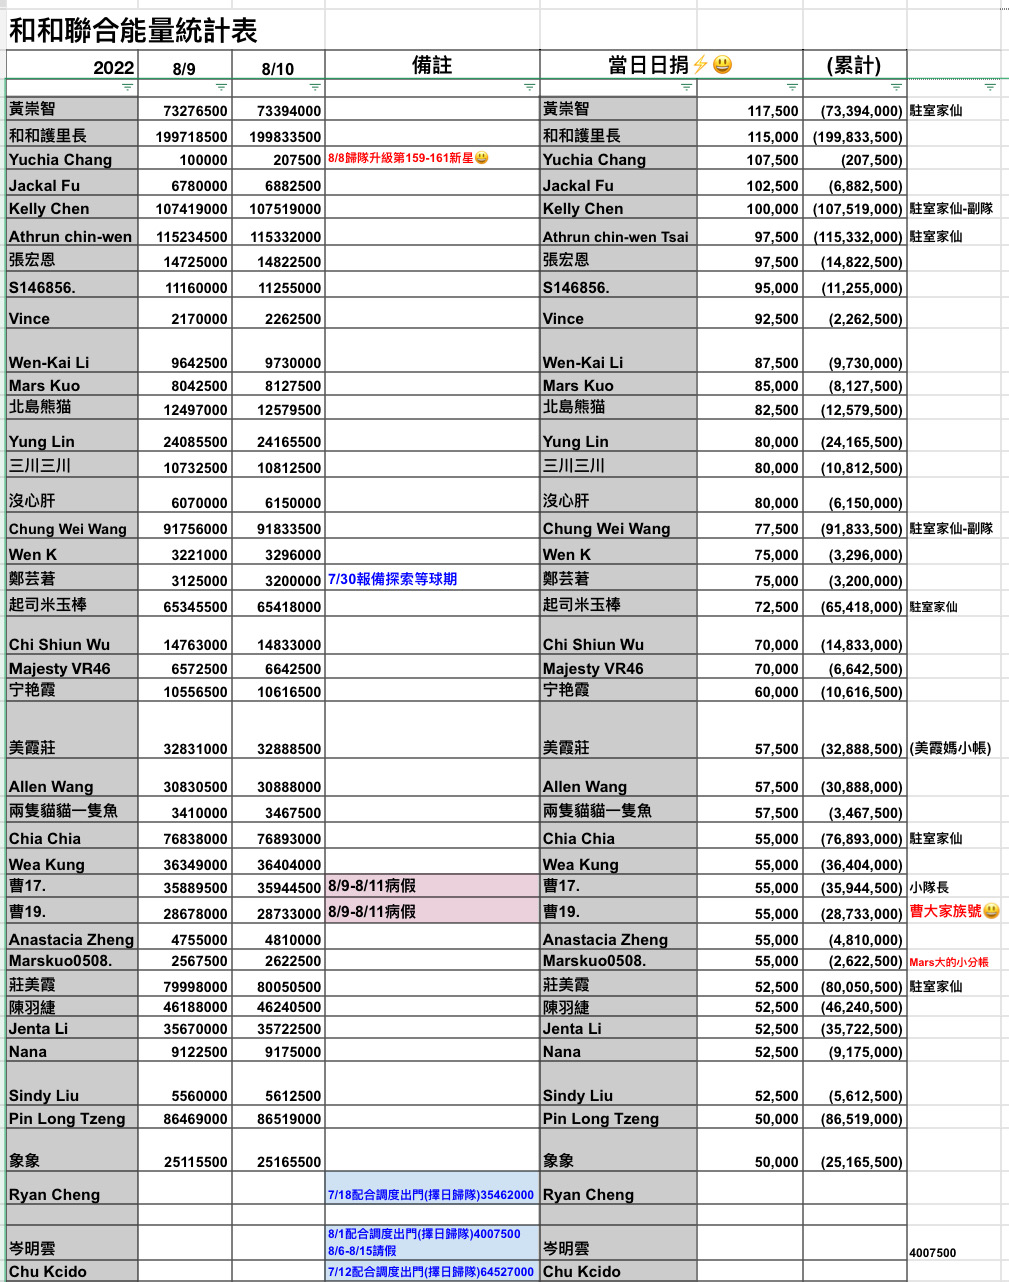 和和聯合能量統計表
2022 8/9 8/10 備註 當日日捐⚡😃 (累計)
黃崇智 73276500 73394000 黃崇智 117,500 (73,394,000) 駐室家仙
和和護里長 199718500 199833500 和和護里長 115,000 (199,833,500)
Yuchia Chang 100000 207500 8/8歸隊升級第159-161新星😃 Yuchia Chang 107,500 (207,500)
Jackal Fu 6780000 6882500 Jackal Fu 102,500 (6,882,500)
Kelly Chen 107419000 107519000 Kelly Chen 100,000 (107,519,000) 駐室家仙-副隊
Athrun chin-wen 115234500 115332000 Athrun chin-wen Tsai 97,500 (115,332,000) 駐室家仙
張宏恩 14725000 14822500 張宏恩 97,500 (14,822,500)
S146856. 11160000 11255000 S146856. 95,000 (11,255,000)
Vince 2170000 2262500 Vince 92,500 (2,262,500)
Wen-Kai Li 9642500 9730000 Wen-Kai Li 87,500 (9,730,000)
Mars Kuo 8042500 8127500 Mars Kuo 85,000 (8,127,500)
北島熊猫 12497000 12579500 北島熊猫 82,500 (12,579,500)
Yung Lin 24085500 24165500 Yung Lin 80,000 (24,165,500)
三川三川 10732500 10812500 三川三川 80,000 (10,812,500)
沒心肝 6070000 6150000 沒心肝 80,000 (6,150,000)
Chung Wei Wang 91756000 91833500 Chung Wei Wang 77,500 (91,833,500) 駐室家仙-副隊
Wen K 3221000 3296000 Wen K 75,000 (3,296,000)
鄭芸著 3125000 3200000 7/30報備探索等球期 鄭芸著 75,000 (3,200,000)
起司米玉棒 65345500 65418000 起司米玉棒 72,500 (65,418,000) 駐室家仙
Chi Shiun Wu 14763000 14833000 Chi Shiun Wu 70,000 (14,833,000)
Majesty VR46 6572500 6642500 Majesty VR46 70,000 (6,642,500)
宁艳霞 10556500 10616500 宁艳霞 60,000 (10,616,500)
美霞莊 32831000 32888500 美霞莊 57,500 (32,888,500) (美霞媽小帳)
Allen Wang 30830500 30888000 Allen Wang 57,500 (30,888,000)
兩隻貓貓一隻魚 3410000 3467500 兩隻貓貓一隻魚 57,500 (3,467,500)
Chia Chia 76838000 76893000 Chia Chia 55,000 (76,893,000) 駐室家仙
Wea Kung 36349000 36404000 Wea Kung 55,000 (36,404,000)
曹17. 35889500 35944500 8/9-8/11病假 曹17. 55,000 (35,944,500) 小隊長
曹19. 28678000 28733000 8/9-8/11病假 曹19. 55,000 (28,733,000) 曹大家族號😃
Anastacia Zheng 4755000 4810000 Anastacia Zheng 55,000 (4,810,000)
Marskuo0508. 2567500 2622500 Marskuo0508. 55,000 (2,622,500) Mars大的小分帳
莊美霞 79998000 80050500 莊美霞 52,500 (80,050,500) 駐室家仙
陳羽緁 46188000 46240500 陳羽緁 52,500 (46,240,500)
Jenta Li 35670000 35722500 Jenta Li 52,500 (35,722,500)
Nana 9122500 9175000 Nana 52,500 (9,175,000)
Sindy Liu 5560000 5612500 Sindy Liu 52,500 (5,612,500)
Pin Long Tzeng 86469000 86519000 Pin Long Tzeng 50,000 (86,519,000)
象象 25115500 25165500 象象 50,000 (25,165,500)
Ryan Cheng 7/18配合調度出門(擇日歸隊)35462000 Ryan Cheng
8/1配合調度出門(擇日歸隊)4007500
岑明雲 8/6-8/15請假 岑明雲 4007500
Chu Kcido 7/12配合調度出門(擇日歸隊)64527000 Chu Kcido